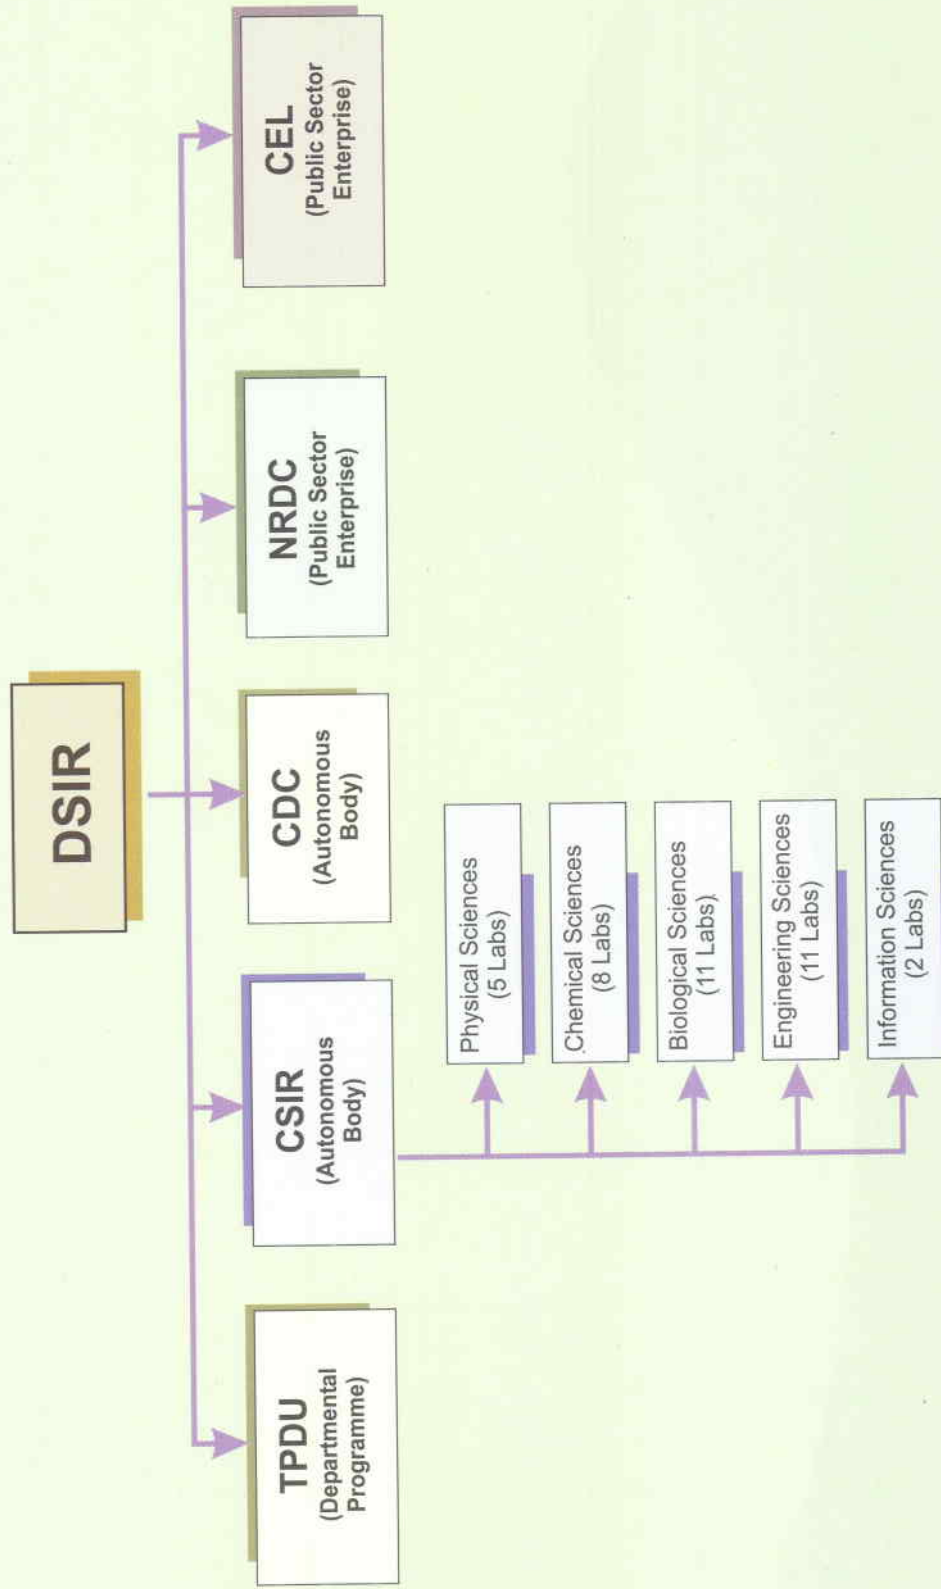 DSIR
TPDU
(Departmental
Programme)
CSIR
(Autonomous
Body)
CDC
(Autonomous
Body)
NRDC
(Public Sector
Enterprise)
CEL
(Public Sector
Enterprise)
Physical Sciences
(5 Labs)
Chemical Sciences
(8 Labs)
Biological Sciences
(11 Labs)
Engineering Sciences
(11 Labs)
Information Sciences
(2 Labs)